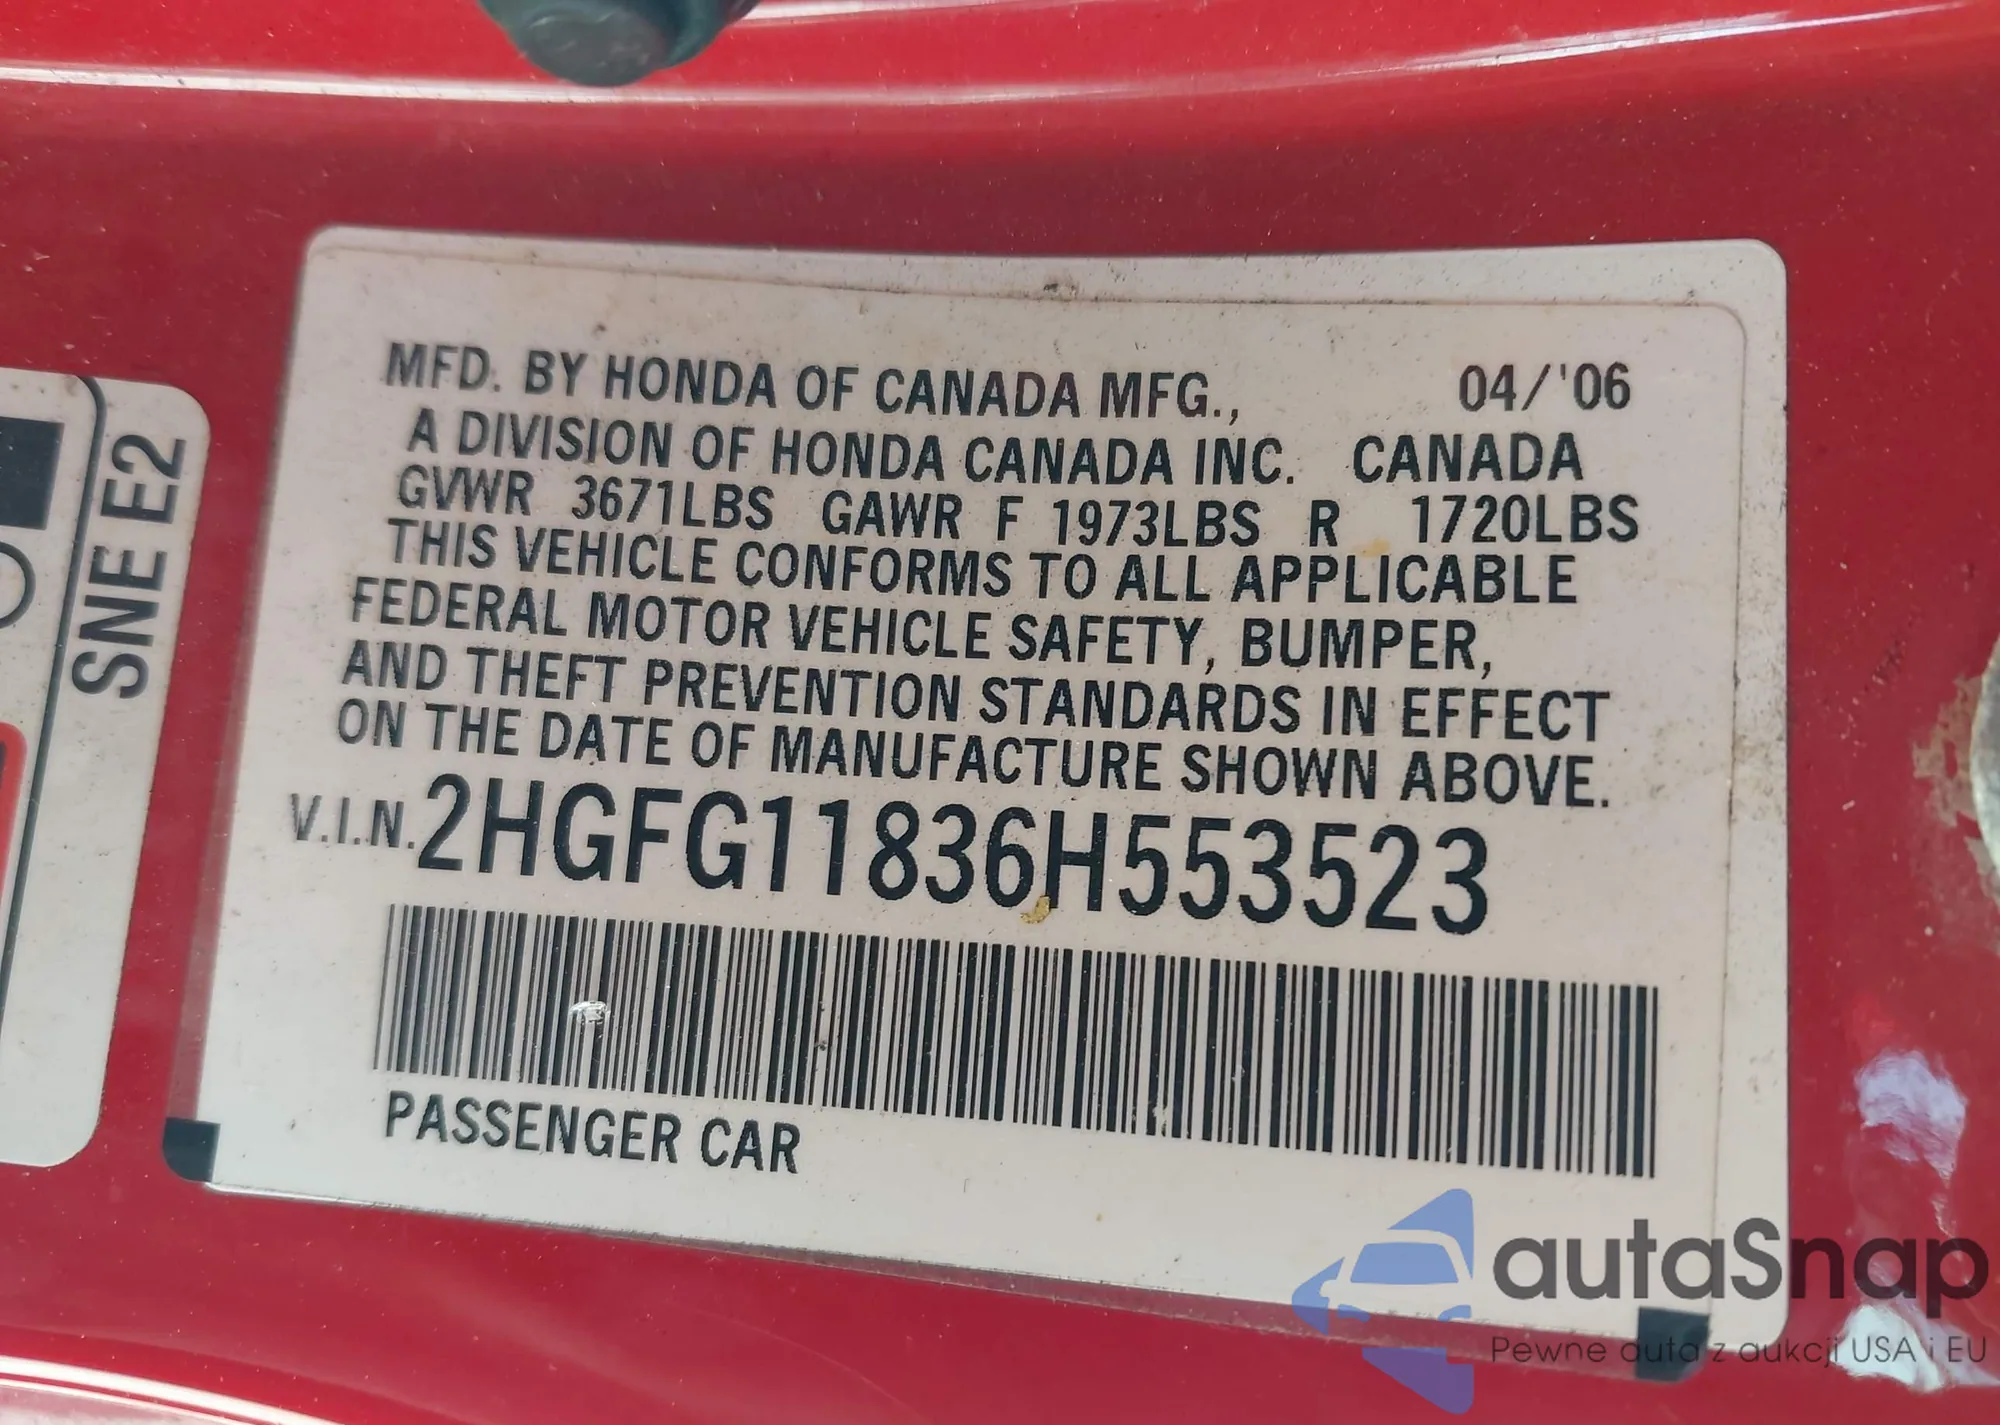 SNE E2
MFD. BY HONDA OF CANADA MFG., 04/'06
A DIVISION OF HONDA CANADA INC. CANADA
GVWR 3671LBS GAWR F 1973LBS R 1720LBS
THIS VEHICLE CONFORMS TO ALL APPLICABLE
FEDERAL MOTOR VEHICLE SAFETY, BUMPER,
AND THEFT PREVENTION STANDARDS IN EFFECT
ON THE DATE OF MANUFACTURE SHOWN ABOVE.
V.I.N. 2HGFG11836H553523
PASSENGER CAR
autaSnap
Pewne auta z aukcji USA i EU